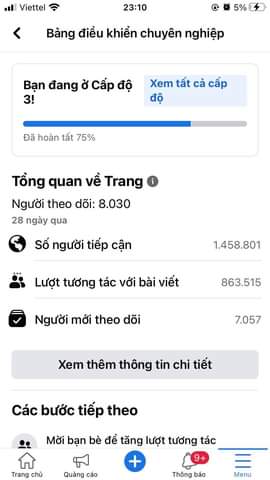 Viettel 23:10 5%
Bảng điều khiển chuyên nghiệp
Bạn đang ở Cấp độ 3!
Xem tất cả cấp độ
Đã hoàn tất 75%
Tổng quan về Trang
Người theo dõi: 8.030
28 ngày qua
Số người tiếp cận 1.458.801
Lượt tương tác với bài viết 863.515
Người mới theo dõi 7.057
Xem thêm thông tin chi tiết
Các bước tiếp theo
Mời bạn bè để tăng lượt tương tác
9+
Trang chủ Quảng cáo Thông báo Menu